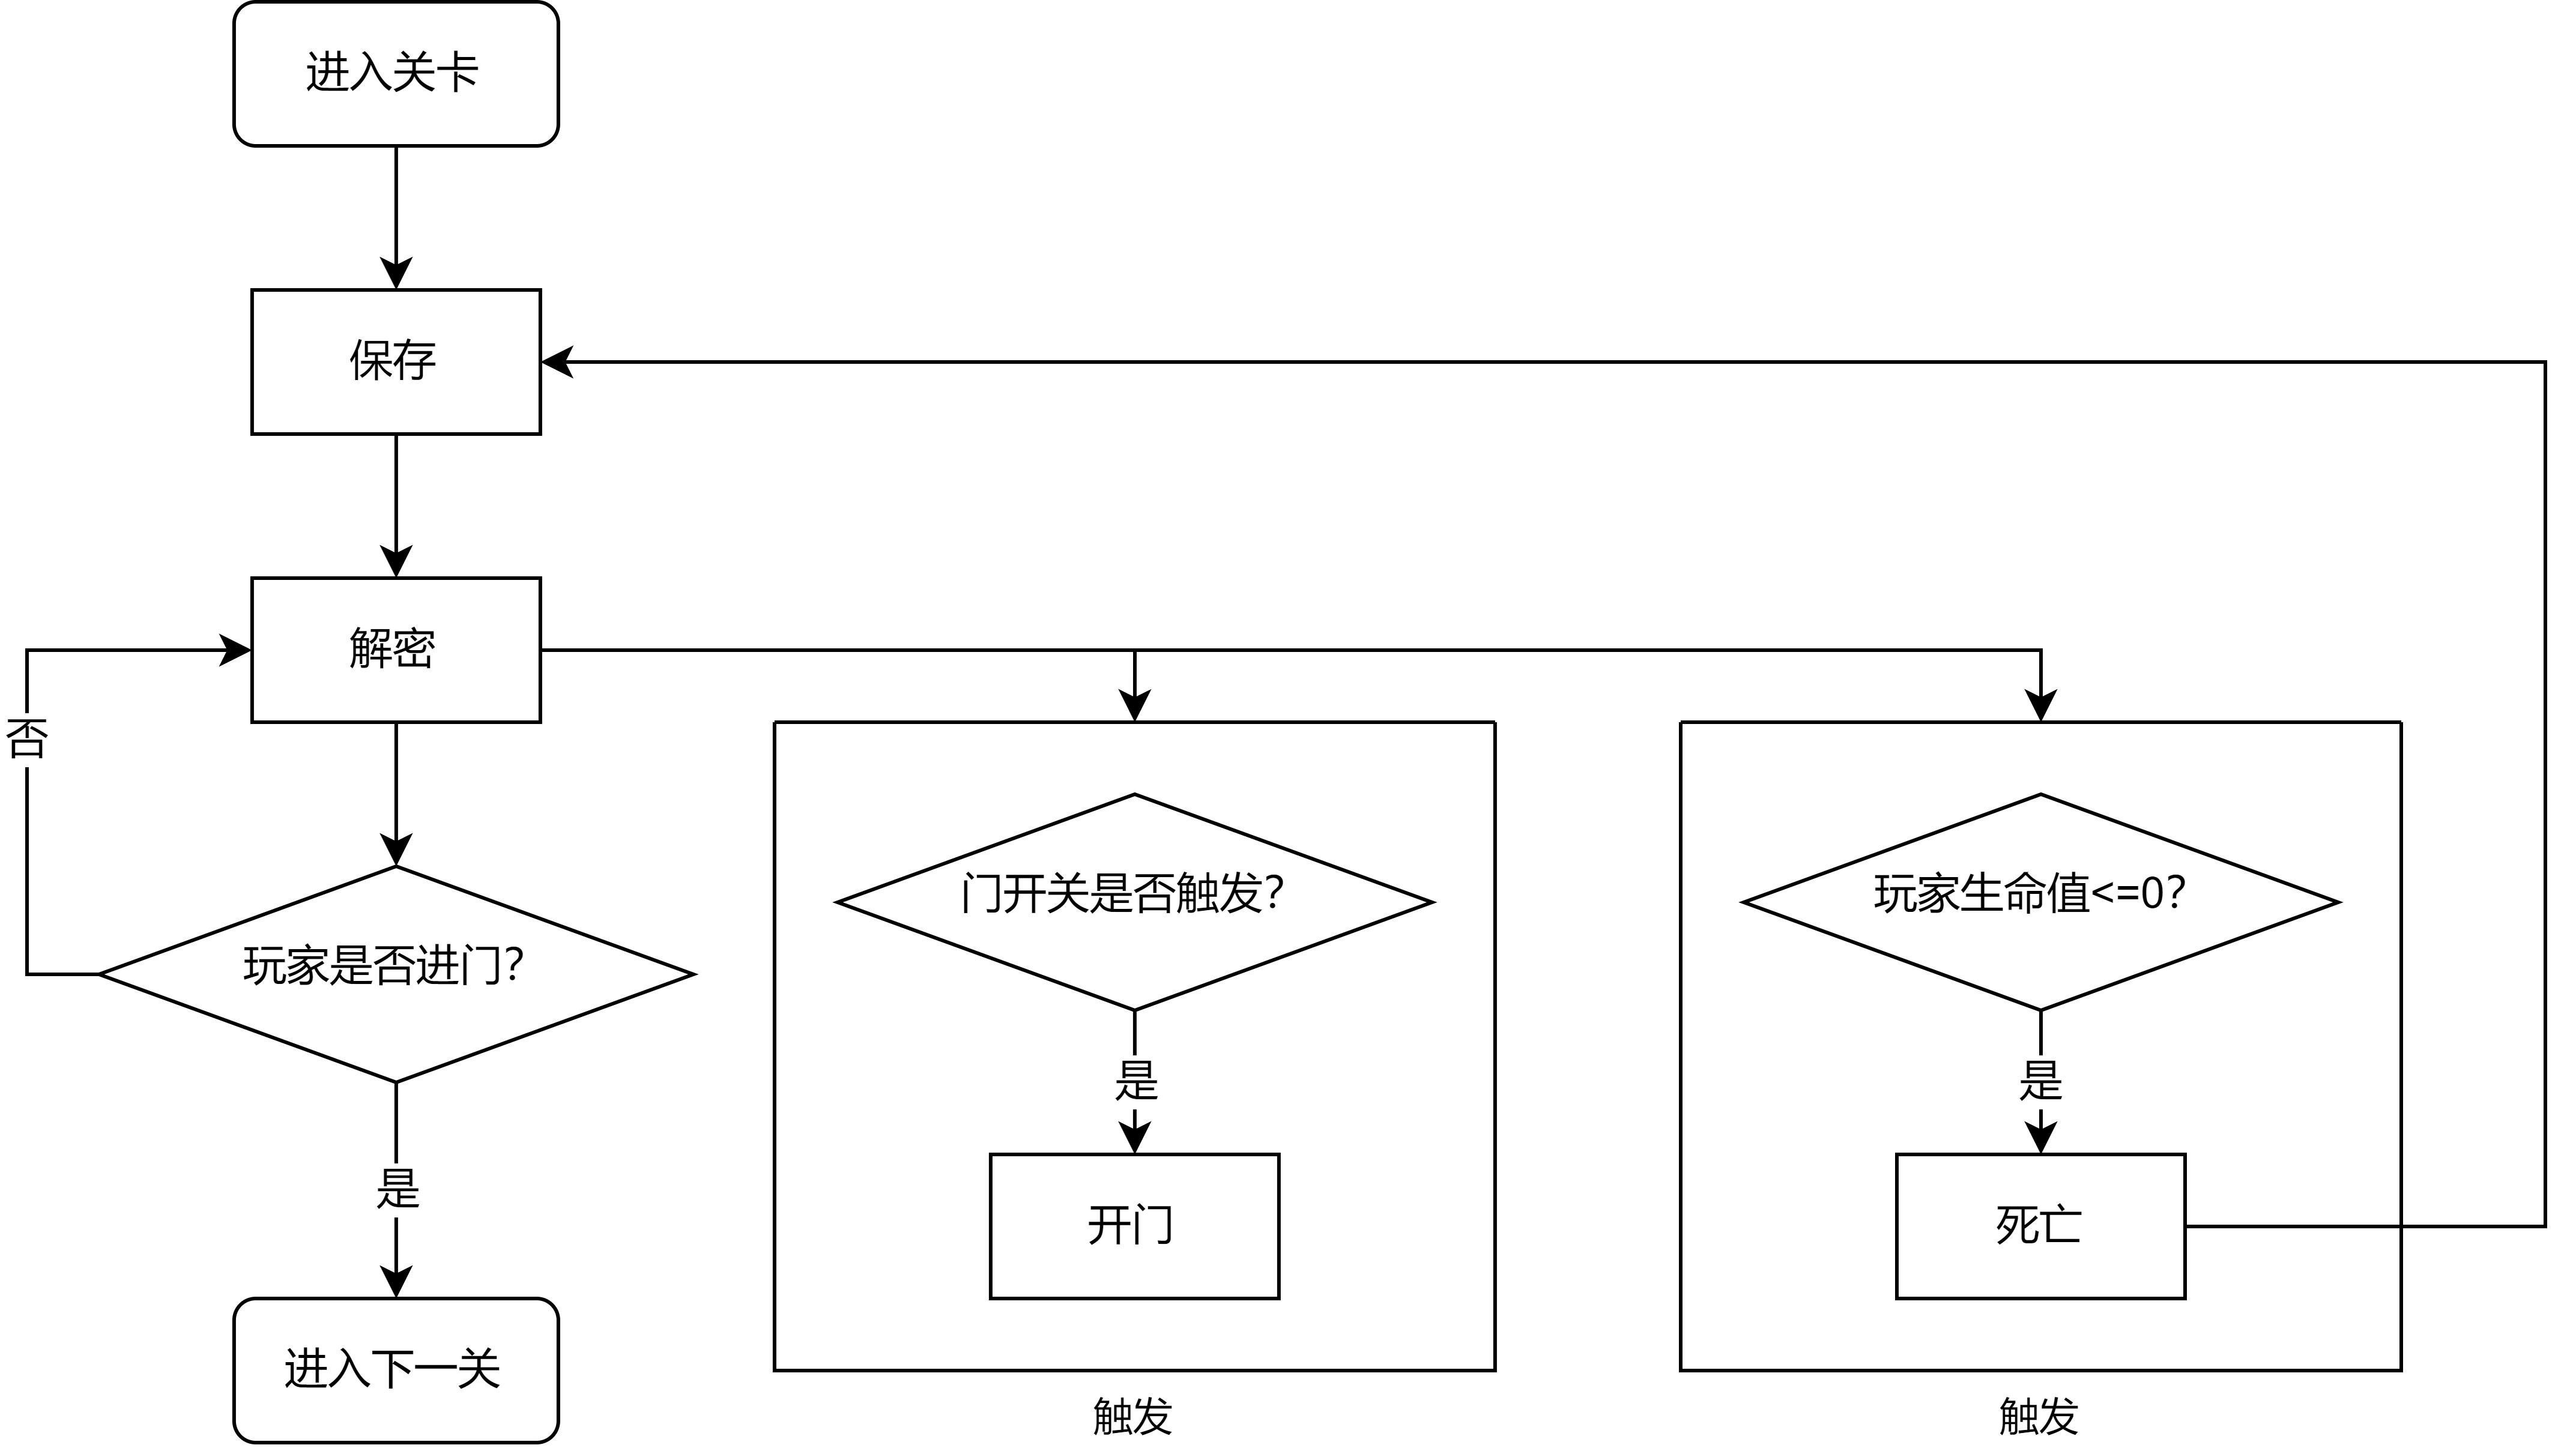 进入关卡
保存
解密
否
玩家是否进门？
是
进入下一关
门开关是否触发？
是
开门
触发
玩家生命值<=0？
是
死亡
触发